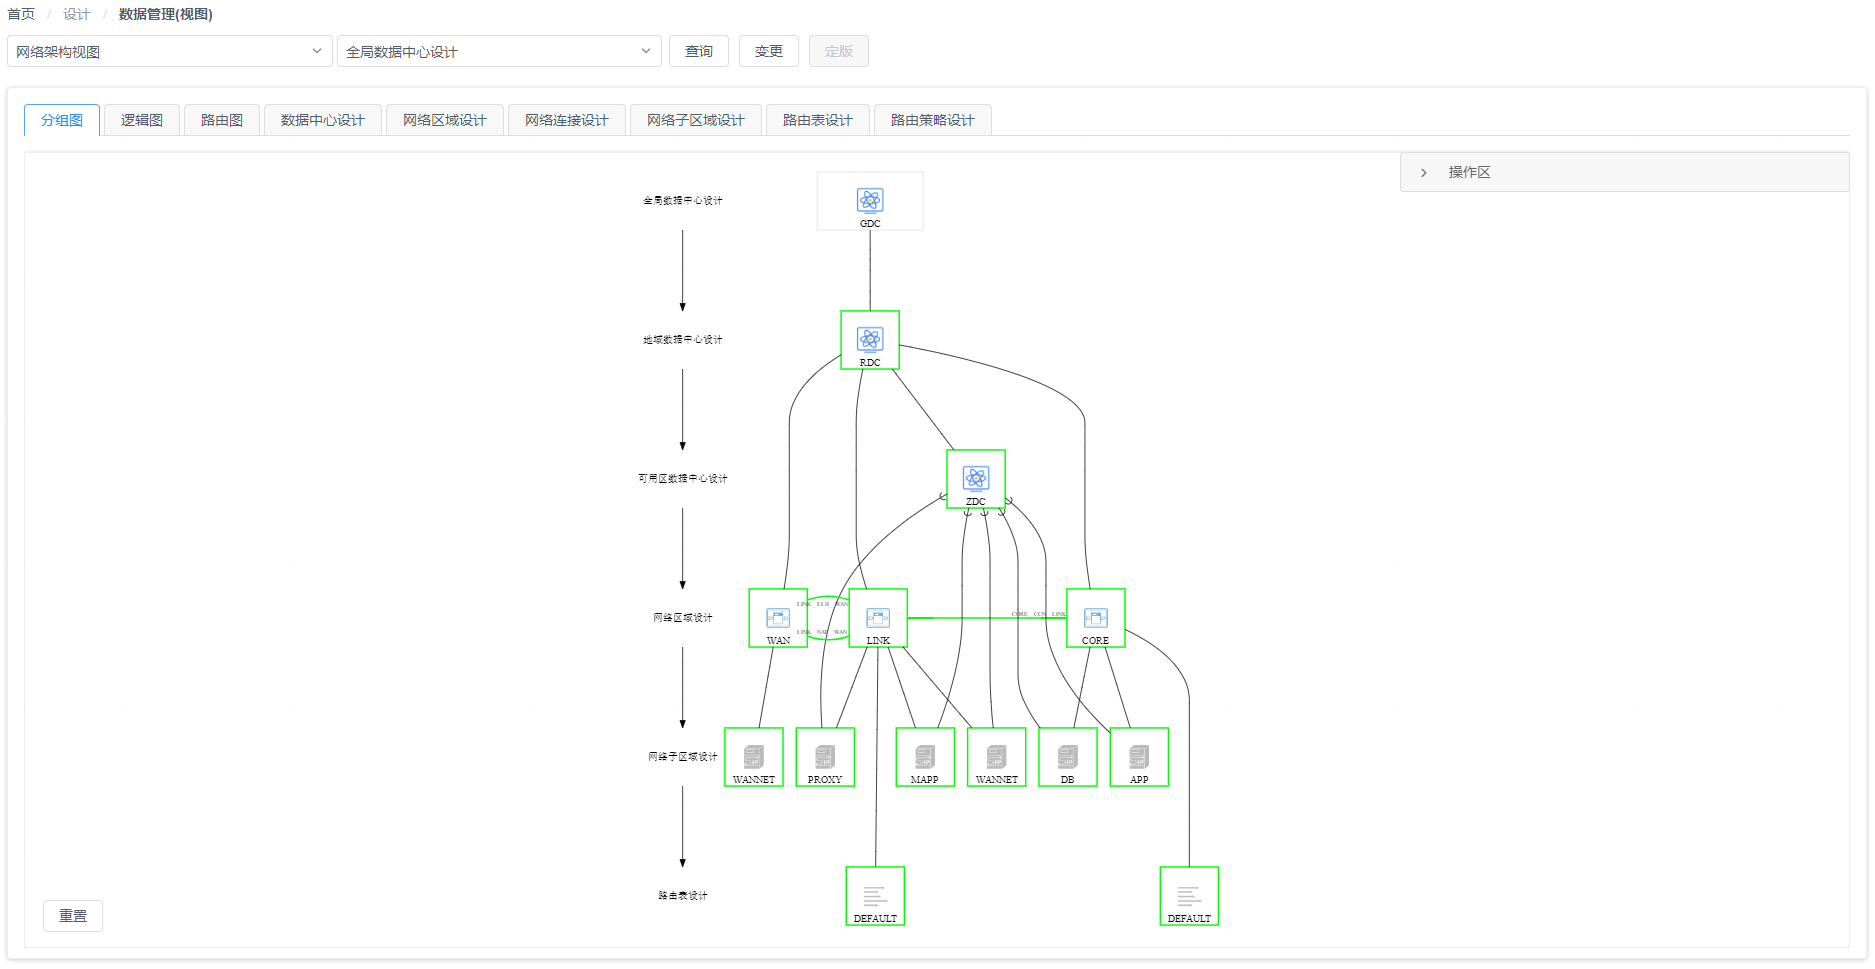 首页 / 设计 / 数据管理(视图)
网络架构视图 全局数据中心设计 查询 变更 定版
分组图 逻辑图 路由图 数据中心设计 网络区域设计 网络连接设计 网络子区域设计 路由表设计 路由策略设计
操作区
全局数据中心设计
GDC
地域数据中心设计
RDC
可用区数据中心设计
ZDC
LINK_ELB_WAN
CORE_CCN_LINK
网络区域设计
LINK_NAT_WAN
WAN LINK CORE
网络子区域设计
WANNET PROXY MAPP WANNET DB APP
路由表设计
DEFAULT DEFAULT
重置